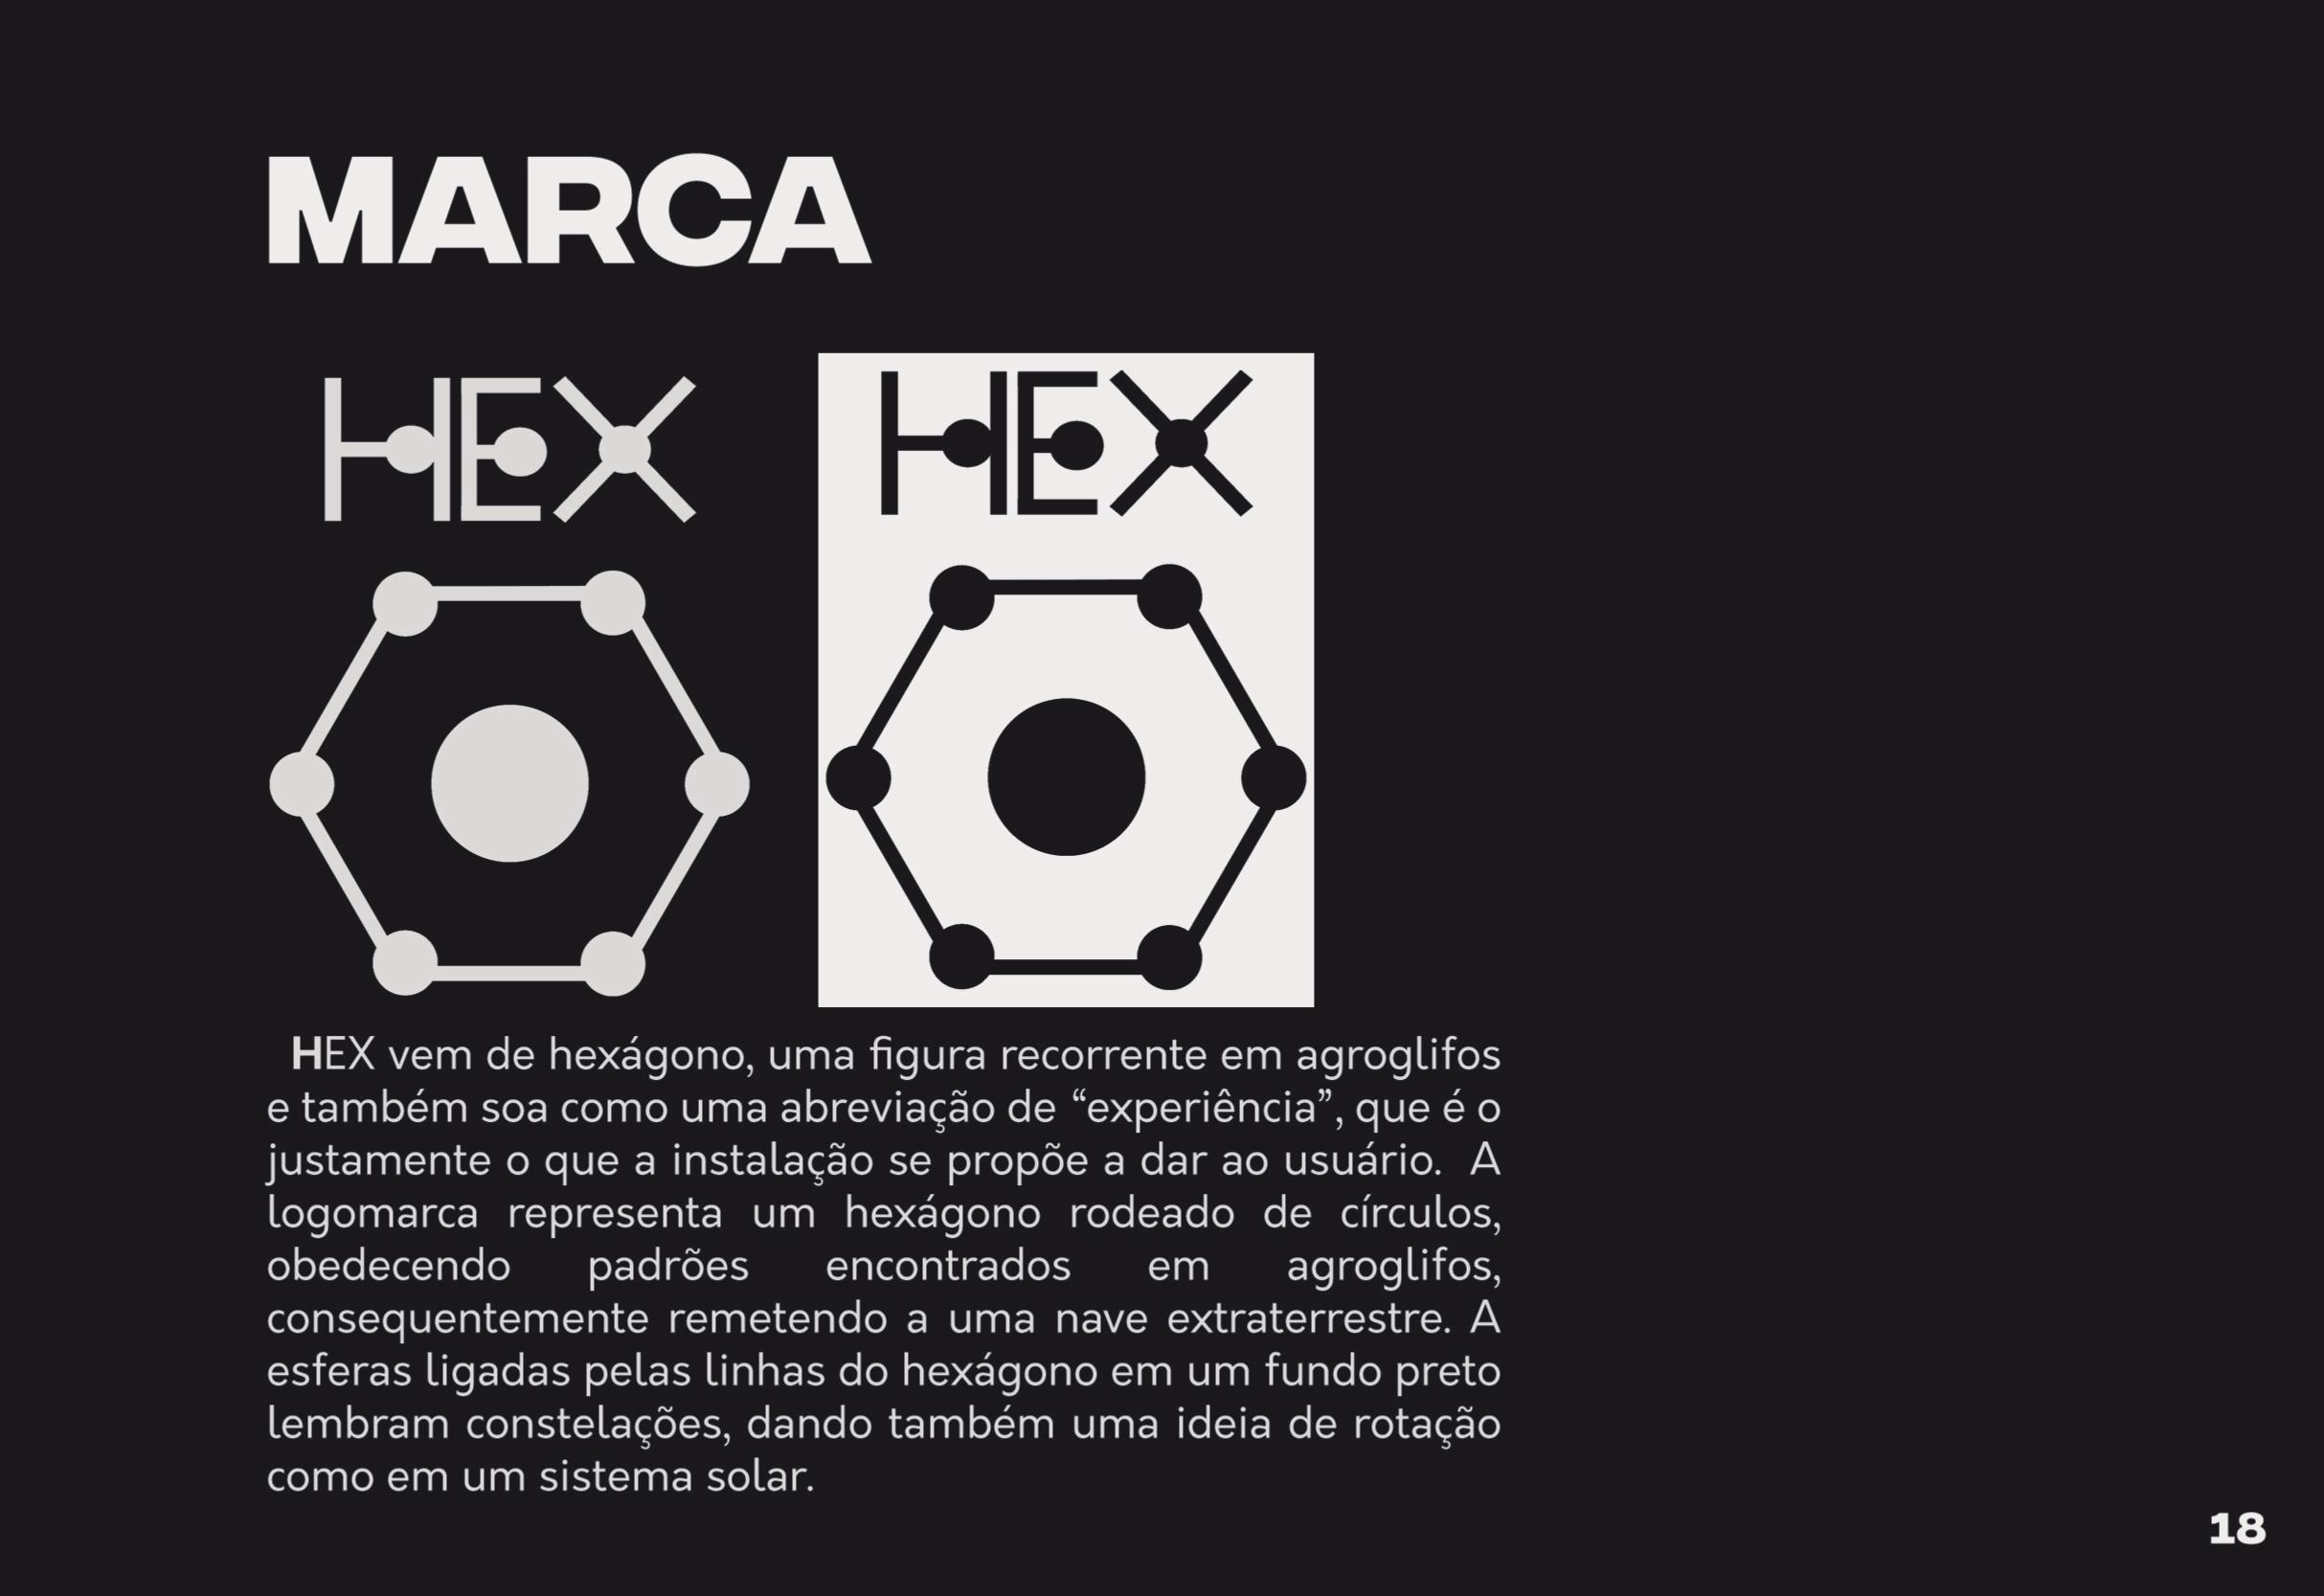 MARCA
HEX
HEX
HEX vem de hexágono, uma figura recorrente em agroglifos
e também soa como uma abreviação de “experiência”, que é o
justamente o que a instalação se propõe a dar ao usuário. A
logomarca representa um hexágono rodeado de círculos,
obedecendo padrões encontrados em agroglifos,
consequentemente remetendo a uma nave extraterrestre. A
esferas ligadas pelas linhas do hexágono em um fundo preto
lembram constelações, dando também uma ideia de rotação
como em um sistema solar.
18